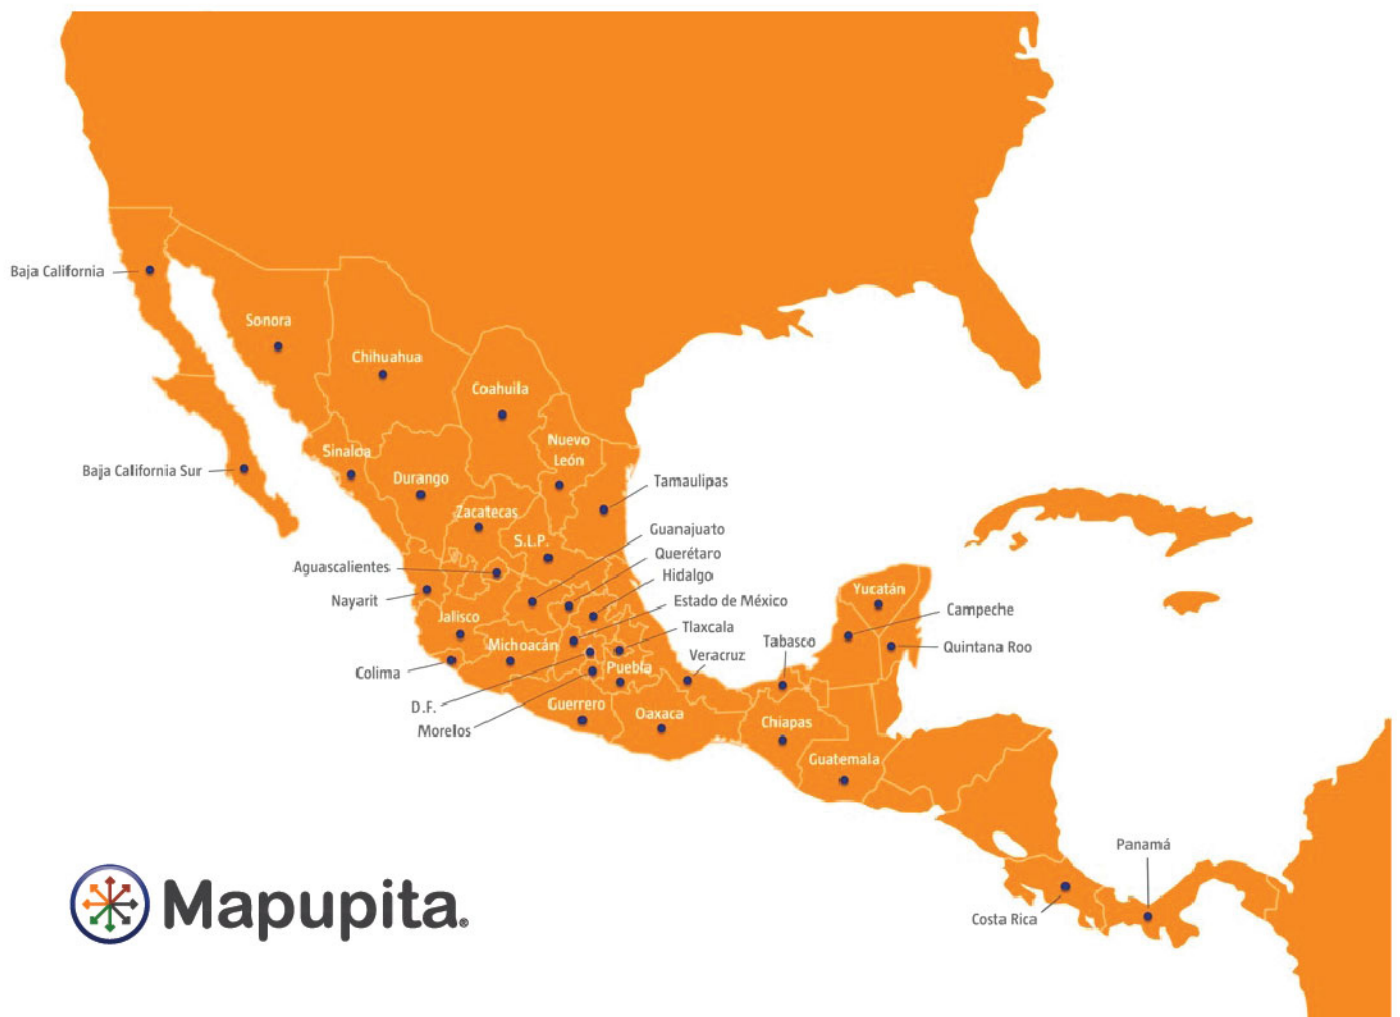 Baja California
Sonora
Chihuahua
Coahuila
Nuevo
León
Sinaloa
Baja California Sur
Durango
Tamaulipas
Zacatecas
Guanajuato
S.L.P.
Querétaro
Aguascalientes
Hidalgo
Yucatán
Nayarit
Estado de México
Campeche
Jalisco
Tlaxcala
Tabasco
Michoacán
Quintana Roo
Veracruz
Puebla
Colima
Guerrero
D.F.
Oaxaca
Chiapas
Morelos
Guatemala
Panamá
Mapupita®
Costa Rica